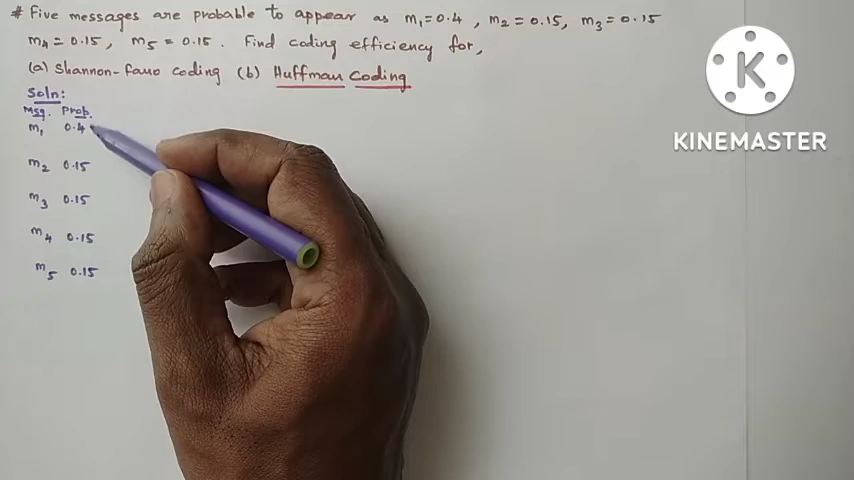 # Five messages are probable to appear as m₁=0.4, m₂=0.15, m₃=0.15
m₄=0.15, m₅=0.15. Find coding efficiency for,
(a) Shannon-Fano coding (b) Huffman Coding
Soln:
Msg. Prob.
m₁ 0.4
m₂ 0.15
m₃ 0.15
m₄ 0.15
m₅ 0.15
KINEMASTER